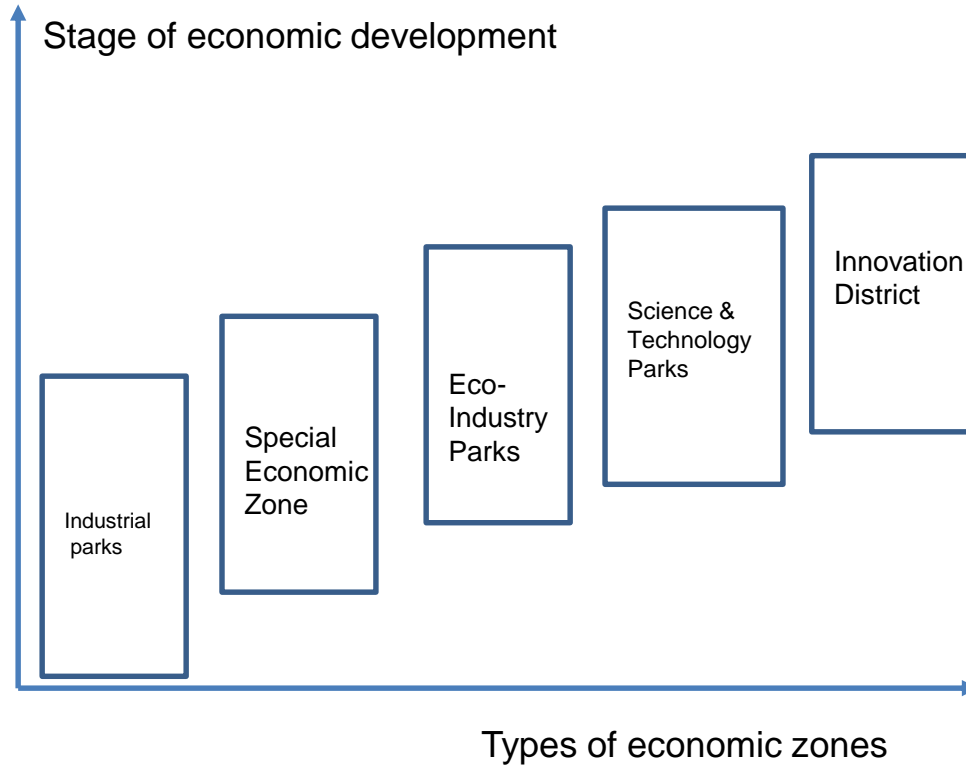 Stage of economic development
Industrial
parks
Special
Economic
Zone
Eco-
Industry
Parks
Science &
Technology
Parks
Innovation
District
Types of economic zones